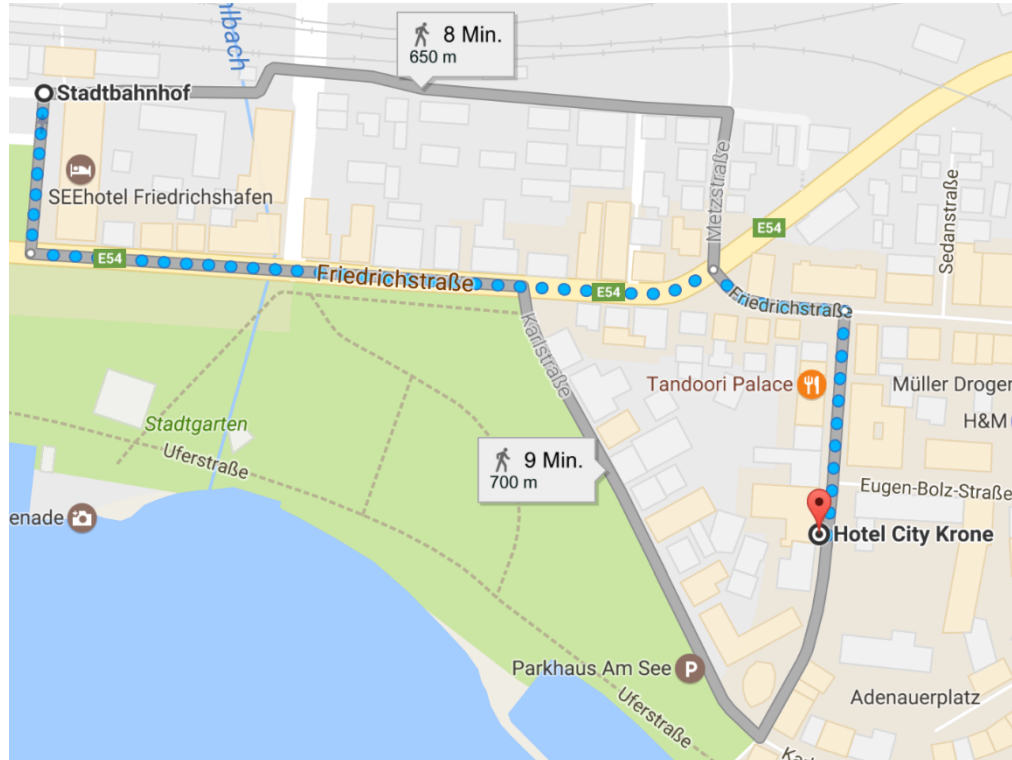 hlbach
8 Min.
650 m
Stadtbahnhof
SEEhotel Friedrichshafen
Metzstraße
Sedanstraße
E54
E54
Friedrichstraße
E54
Friedrichstraße
Karlstraße
Tandoori Palace
Müller Droger
H&M
Stadtgarten
Uferstraße
9 Min.
700 m
Eugen-Bolz-Straße
enade
Hotel City Krone
Parkhaus Am See
P
Uferstraße
Adenauerplatz